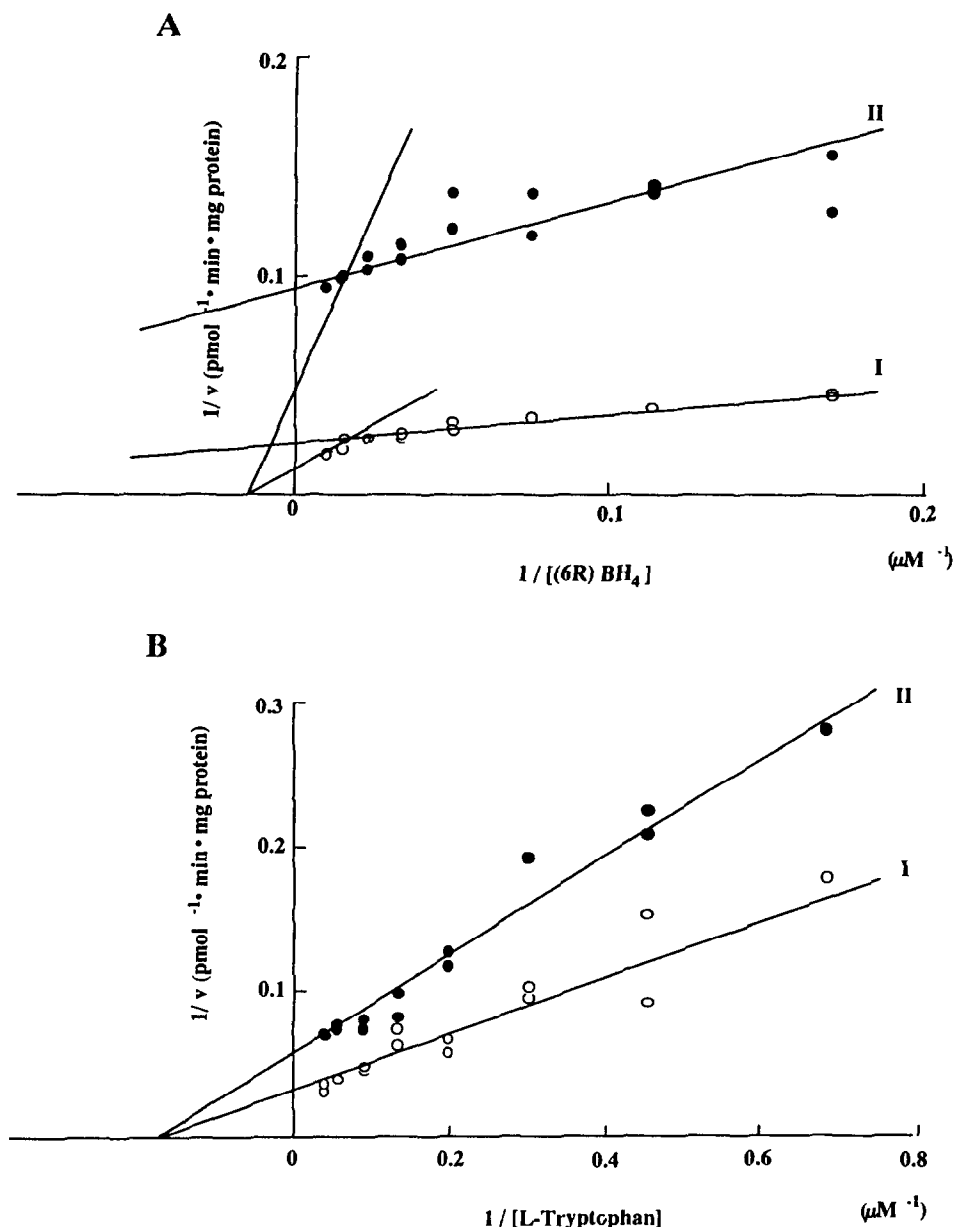 A
0.2
II
1/ v (pmol -1• min• mg protein)
0.1
I
0
0.1
0.2
1 / [(6R) BH4]
(μM -1)
B
0.3
II
1/ v (pmol -1• min• mg protein)
0.2
I
0.1
0
0.2
0.4
0.6
0.8
1 / [L-Tryptophan]
(μM -1)